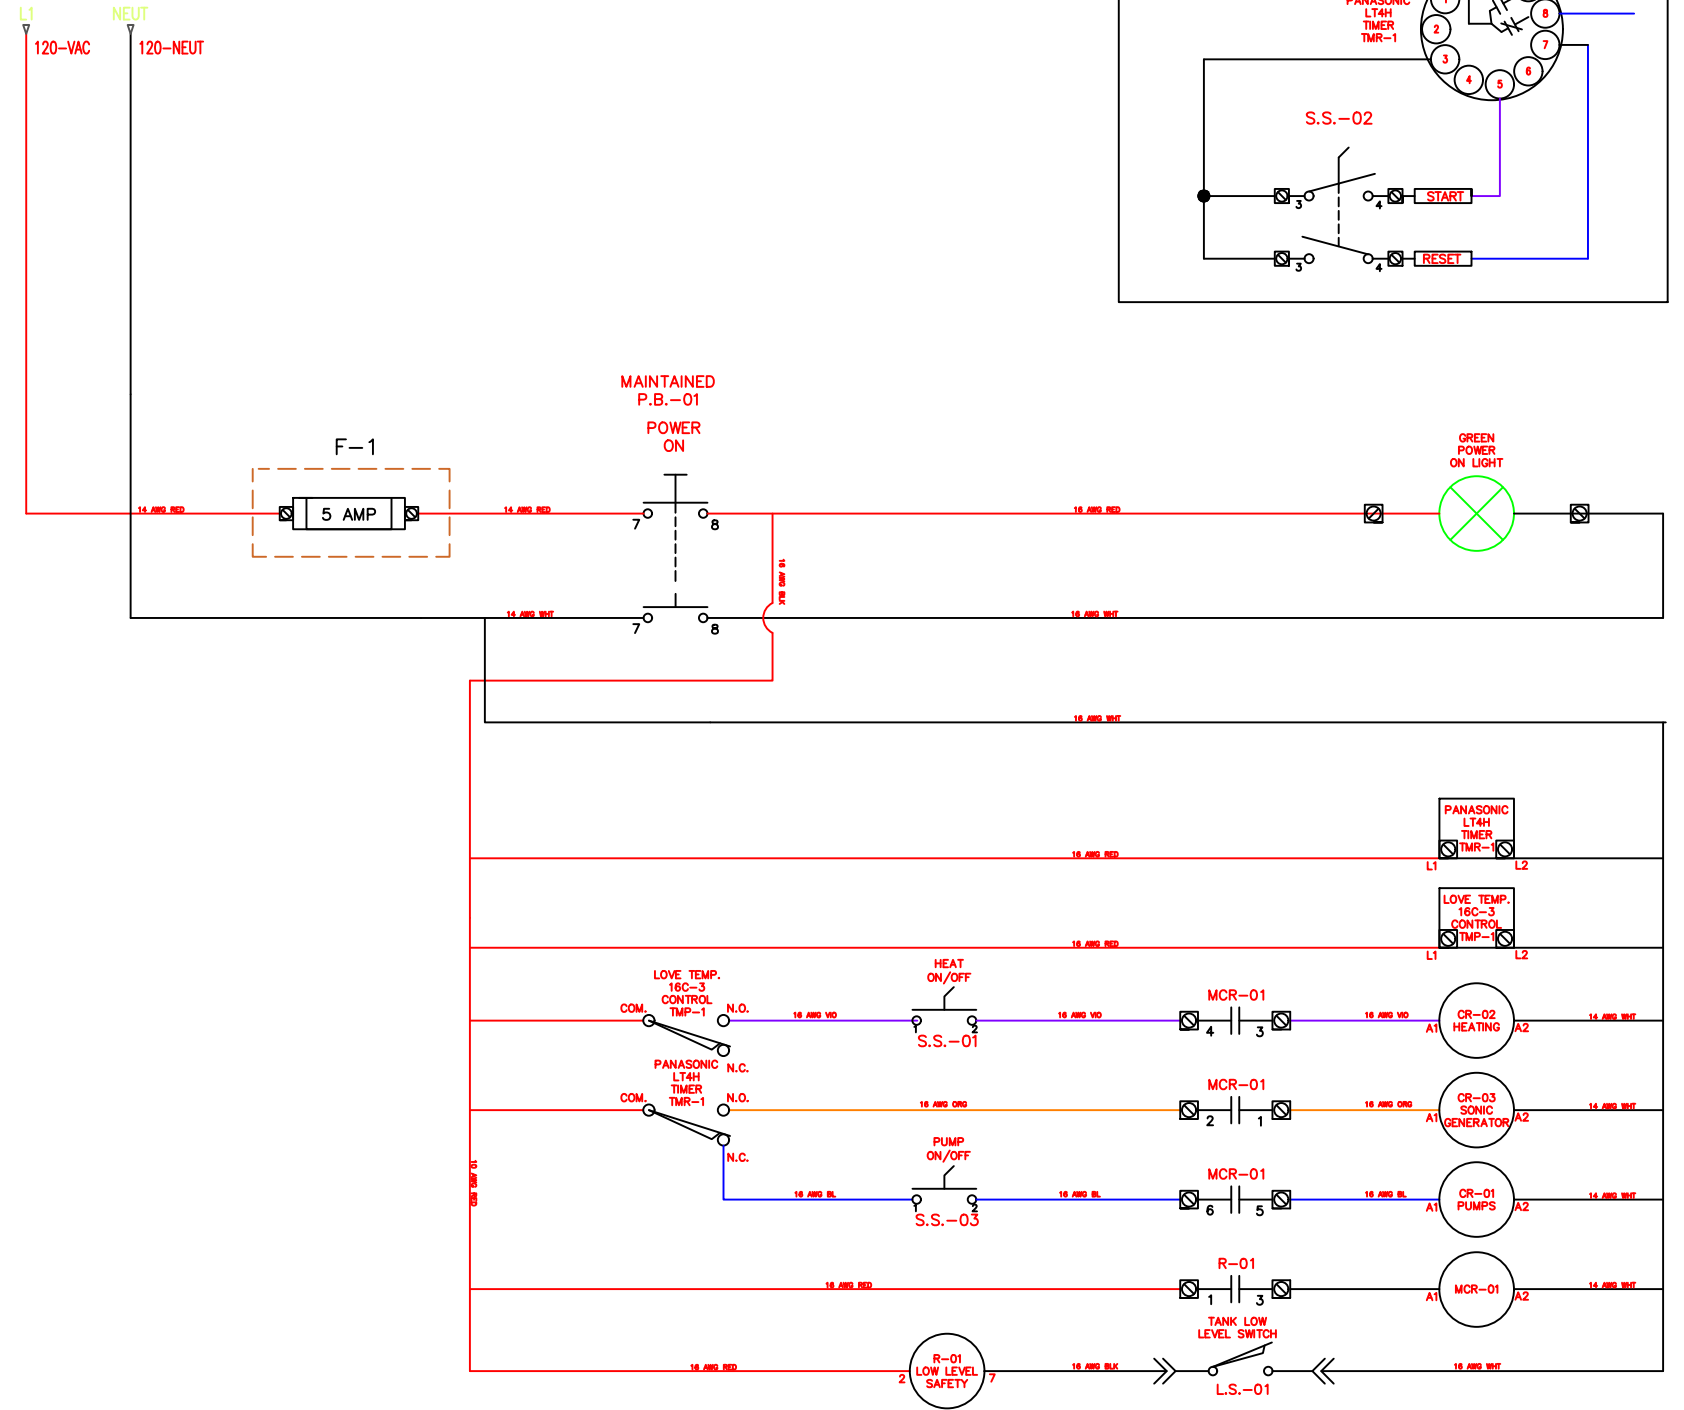 L1
NEUT
120-VAC
120-NEUT
PANASONIC
LT4H
TIMER
TMR-1
1
8
2
7
3
6
4
5
S.S.-02
3
4
START
3
4
RESET
MAINTAINED
P.B.-01
POWER
ON
F-1
GREEN
POWER
ON LIGHT
14 AWG RED
5 AMP
14 AWG RED
7
8
16 AWG RED
16 AWG BLK
14 AWG WHT
7
8
16 AWG WHT
16 AWG WHT
PANASONIC
LT4H
TIMER
TMR-1
16 AWG RED
L1
L2
LOVE TEMP.
16C-3
CONTROL
TMP-1
16 AWG RED
L1
L2
LOVE TEMP.
16C-3
CONTROL
TMP-1
COM.
N.O.
N.C.
16 AWG VIO
HEAT
ON/OFF
1
2
S.S.-01
16 AWG VIO
MCR-01
4
3
16 AWG VIO
CR-02
HEATING
A1
A2
14 AWG WHT
PANASONIC
LT4H
TIMER
TMR-1
COM.
N.O.
N.C.
16 AWG ORG
MCR-01
2
1
16 AWG ORG
CR-03
SONIC
GENERATOR
A1
A2
14 AWG WHT
10 AWG RED
16 AWG BL
PUMP
ON/OFF
1
2
S.S.-03
16 AWG BL
MCR-01
6
5
16 AWG BL
CR-01
PUMPS
A1
A2
14 AWG WHT
16 AWG RED
R-01
1
3
MCR-01
A1
A2
14 AWG WHT
16 AWG RED
R-01
LOW LEVEL
SAFETY
2
7
16 AWG BLK
TANK LOW
LEVEL SWITCH
L.S.-01
16 AWG WHT